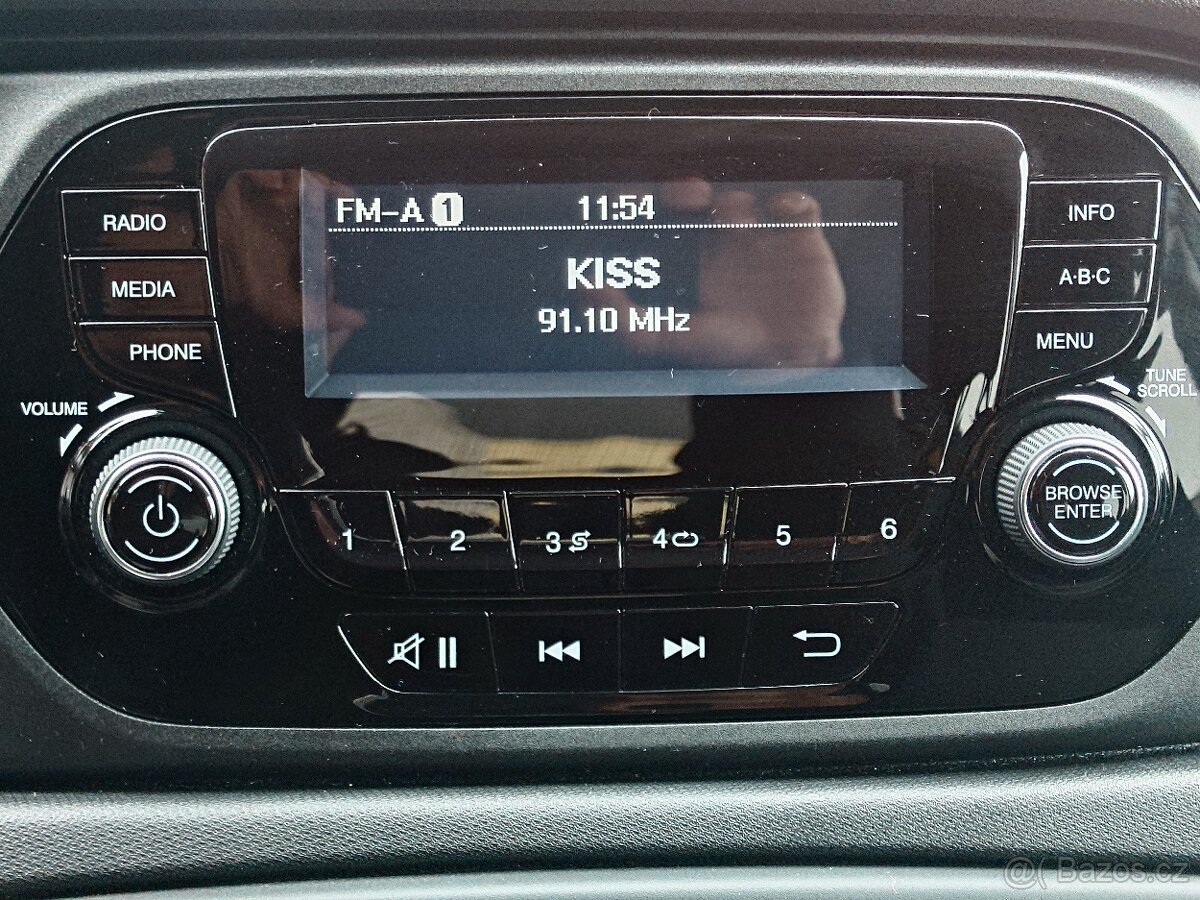 FM-A 1 11:54
KISS
91.10 MHz
RADIO
MEDIA
PHONE
VOLUME
INFO
A·B·C
MENU
TUNE
SCROLL
BROWSE
ENTER
1 2 3 4 5 6
@( Bazos.cz